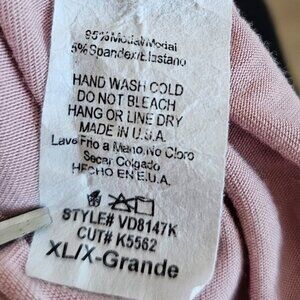 95% Modal/Modal
5% Spandex/Elastano
HAND WASH COLD
DO NOT BLEACH
HANG OR LINE DRY
MADE IN U.S.A.
Lave Frio a Mano,No Cloro
Secar Colgado
HECHO EN E.U.A.
STYLE# VD8147K
CUT# K5562
XL/X-Grande